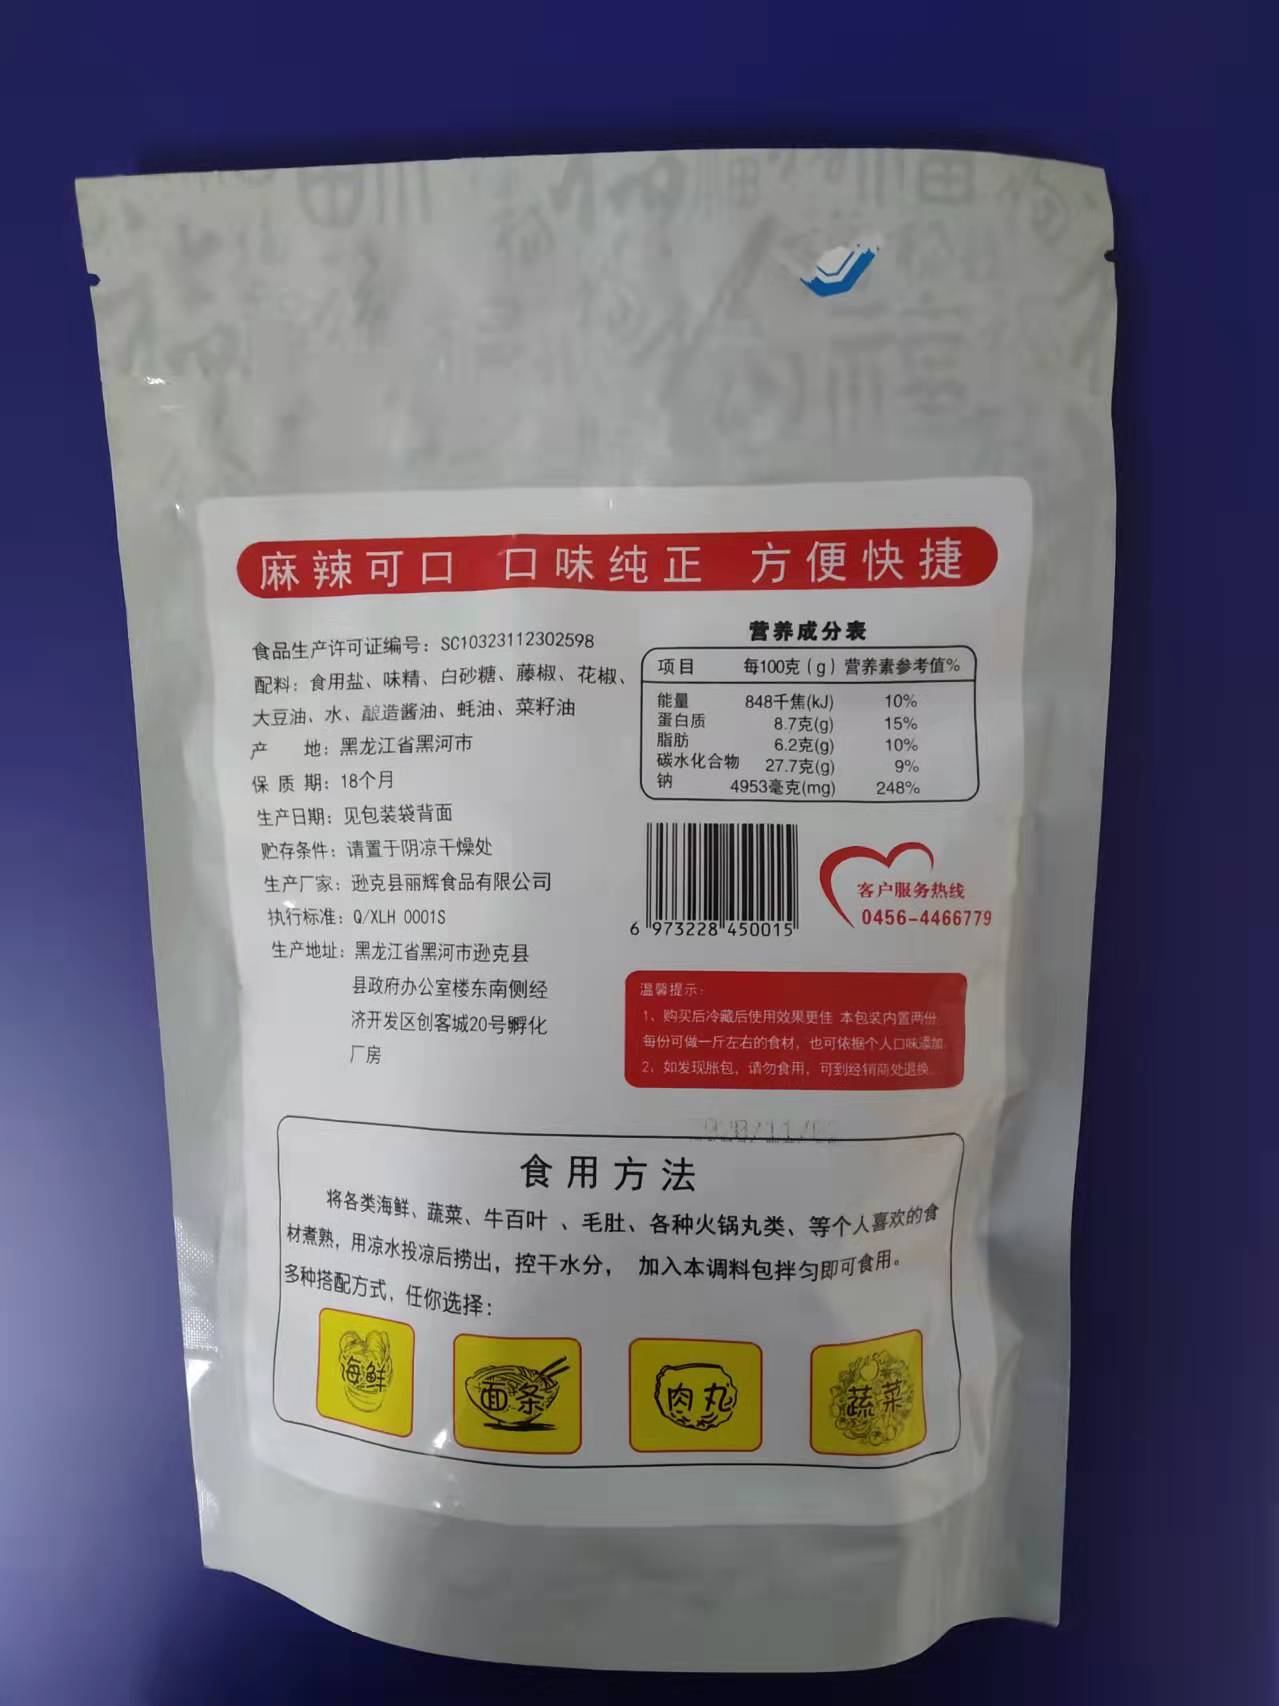 麻辣可口 口味纯正 方便快捷
食品生产许可证编号：SC10323112302598
配料：食用盐、味精、白砂糖、藤椒、花椒、
大豆油、水、酿造酱油、蚝油、菜籽油
产 地：黑龙江省黑河市
保 质 期：18个月
生产日期：见包装袋背面
贮存条件：请置于阴凉干燥处
生产厂家：逊克县丽辉食品有限公司
执行标准：Q/XLH 0001S
生产地址：黑龙江省黑河市逊克县
县政府办公室楼东南侧经
济开发区创客城20号孵化
厂房
营养成分表
项目 每100克（g）营养素参考值%
能量 848千焦(kJ) 10%
蛋白质 8.7克(g) 15%
脂肪 6.2克(g) 10%
碳水化合物 27.7克(g) 9%
钠 4953毫克(mg) 248%
6 973228 450015
客户服务热线
0456-4466779
温馨提示：
1、购买后冷藏后使用效果更佳 本包装内置两份
每份可做一斤左右的食材，也可依据个人口味添加.
2、如发现胀包，请勿食用，可到经销商处退换.
食用方法
将各类海鲜、蔬菜、牛百叶 、毛肚、各种火锅丸类、等个人喜欢的食
材煮熟，用凉水投凉后捞出，控干水分， 加入本调料包拌匀即可食用。
多种搭配方式，任你选择：
海鲜
面条
肉丸
蔬菜